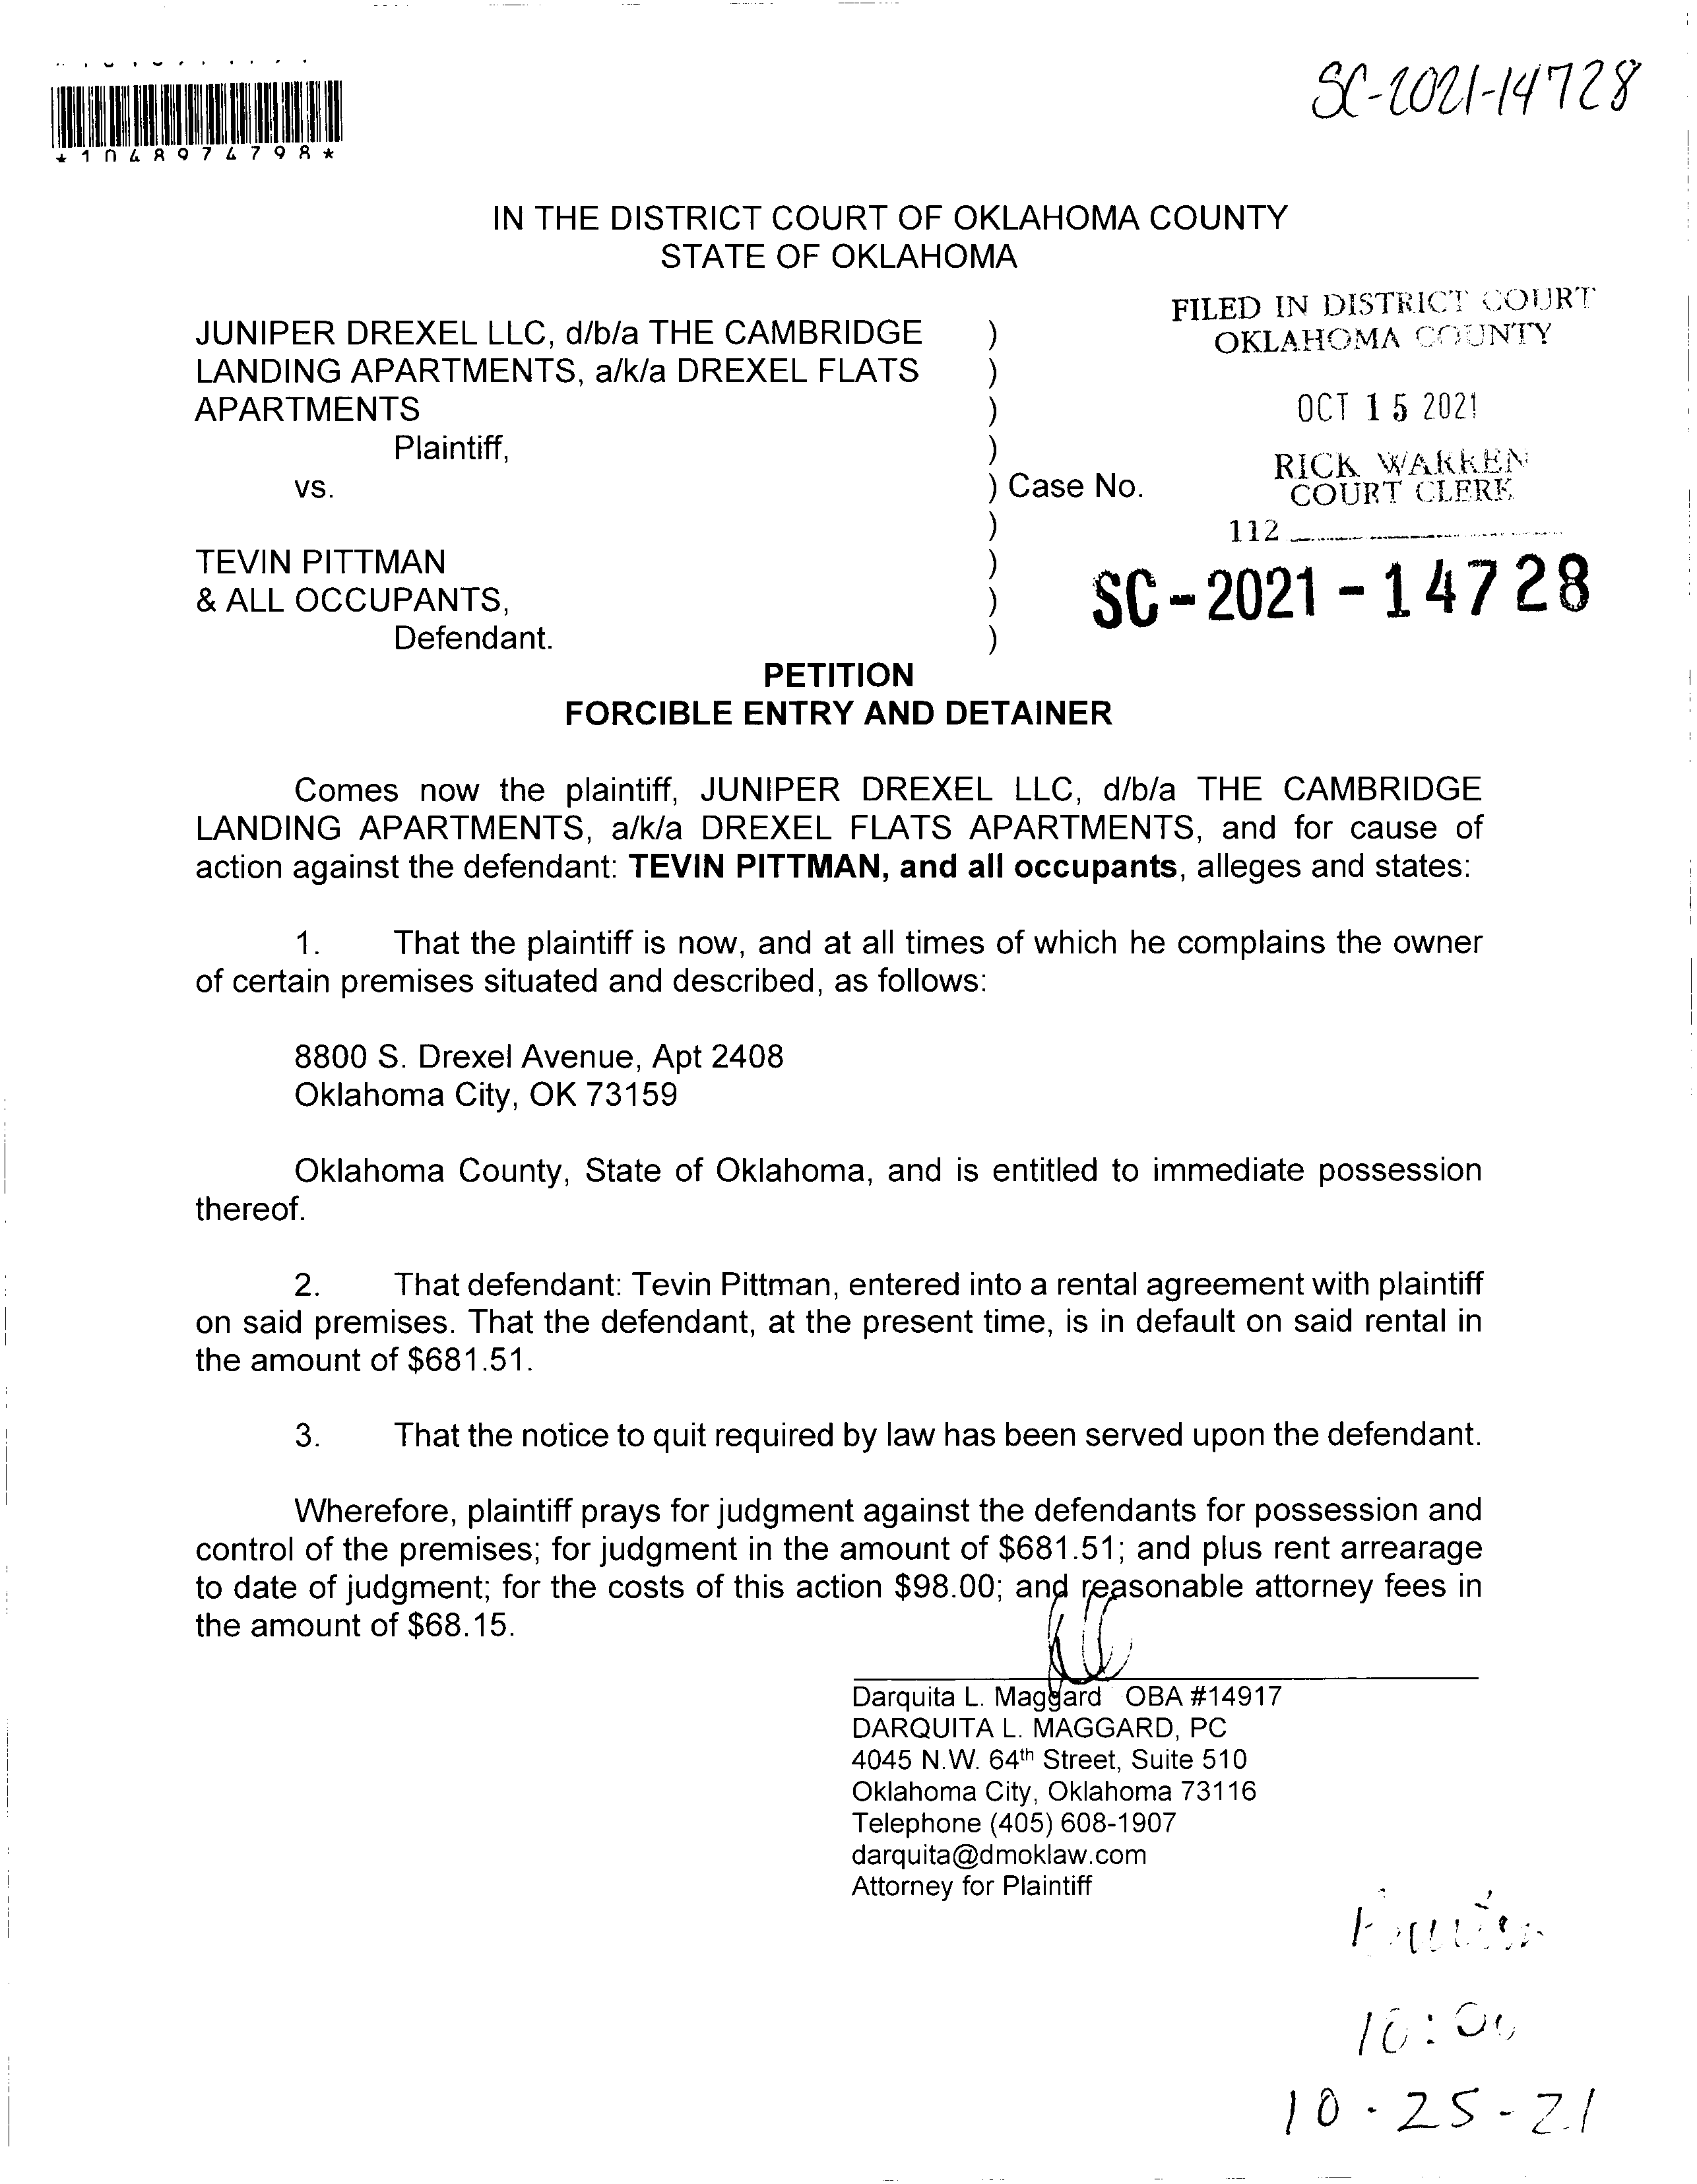 SC-2021-14728
*1048974798*
IN THE DISTRICT COURT OF OKLAHOMA COUNTY
STATE OF OKLAHOMA
FILED IN DISTRICT COURT
OKLAHOMA COUNTY
OCT 15 2021
RICK WARREN
COURT CLERK
112
JUNIPER DREXEL LLC, d/b/a THE CAMBRIDGE )
LANDING APARTMENTS, a/k/a DREXEL FLATS )
APARTMENTS )
Plaintiff, )
vs. ) Case No.
)
TEVIN PITTMAN )
& ALL OCCUPANTS, )
SC-2021-14728
Defendant. )
PETITION
FORCIBLE ENTRY AND DETAINER
Comes now the plaintiff, JUNIPER DREXEL LLC, d/b/a THE CAMBRIDGE
LANDING APARTMENTS, a/k/a DREXEL FLATS APARTMENTS, and for cause of
action against the defendant: TEVIN PITTMAN, and all occupants, alleges and states:
1. That the plaintiff is now, and at all times of which he complains the owner
of certain premises situated and described, as follows:
8800 S. Drexel Avenue, Apt 2408
Oklahoma City, OK 73159
Oklahoma County, State of Oklahoma, and is entitled to immediate possession
thereof.
2. That defendant: Tevin Pittman, entered into a rental agreement with plaintiff
on said premises. That the defendant, at the present time, is in default on said rental in
the amount of $681.51.
3. That the notice to quit required by law has been served upon the defendant.
Wherefore, plaintiff prays for judgment against the defendants for possession and
control of the premises; for judgment in the amount of $681.51; and plus rent arrearage
to date of judgment; for the costs of this action $98.00; and reasonable attorney fees in
the amount of $68.15.
Darquita L. Maggard OBA #14917
DARQUITA L. MAGGARD, PC
4045 N.W. 64th Street, Suite 510
Oklahoma City, Oklahoma 73116
Telephone (405) 608-1907
darquita@dmoklaw.com
Attorney for Plaintiff
10:00
10-25-21